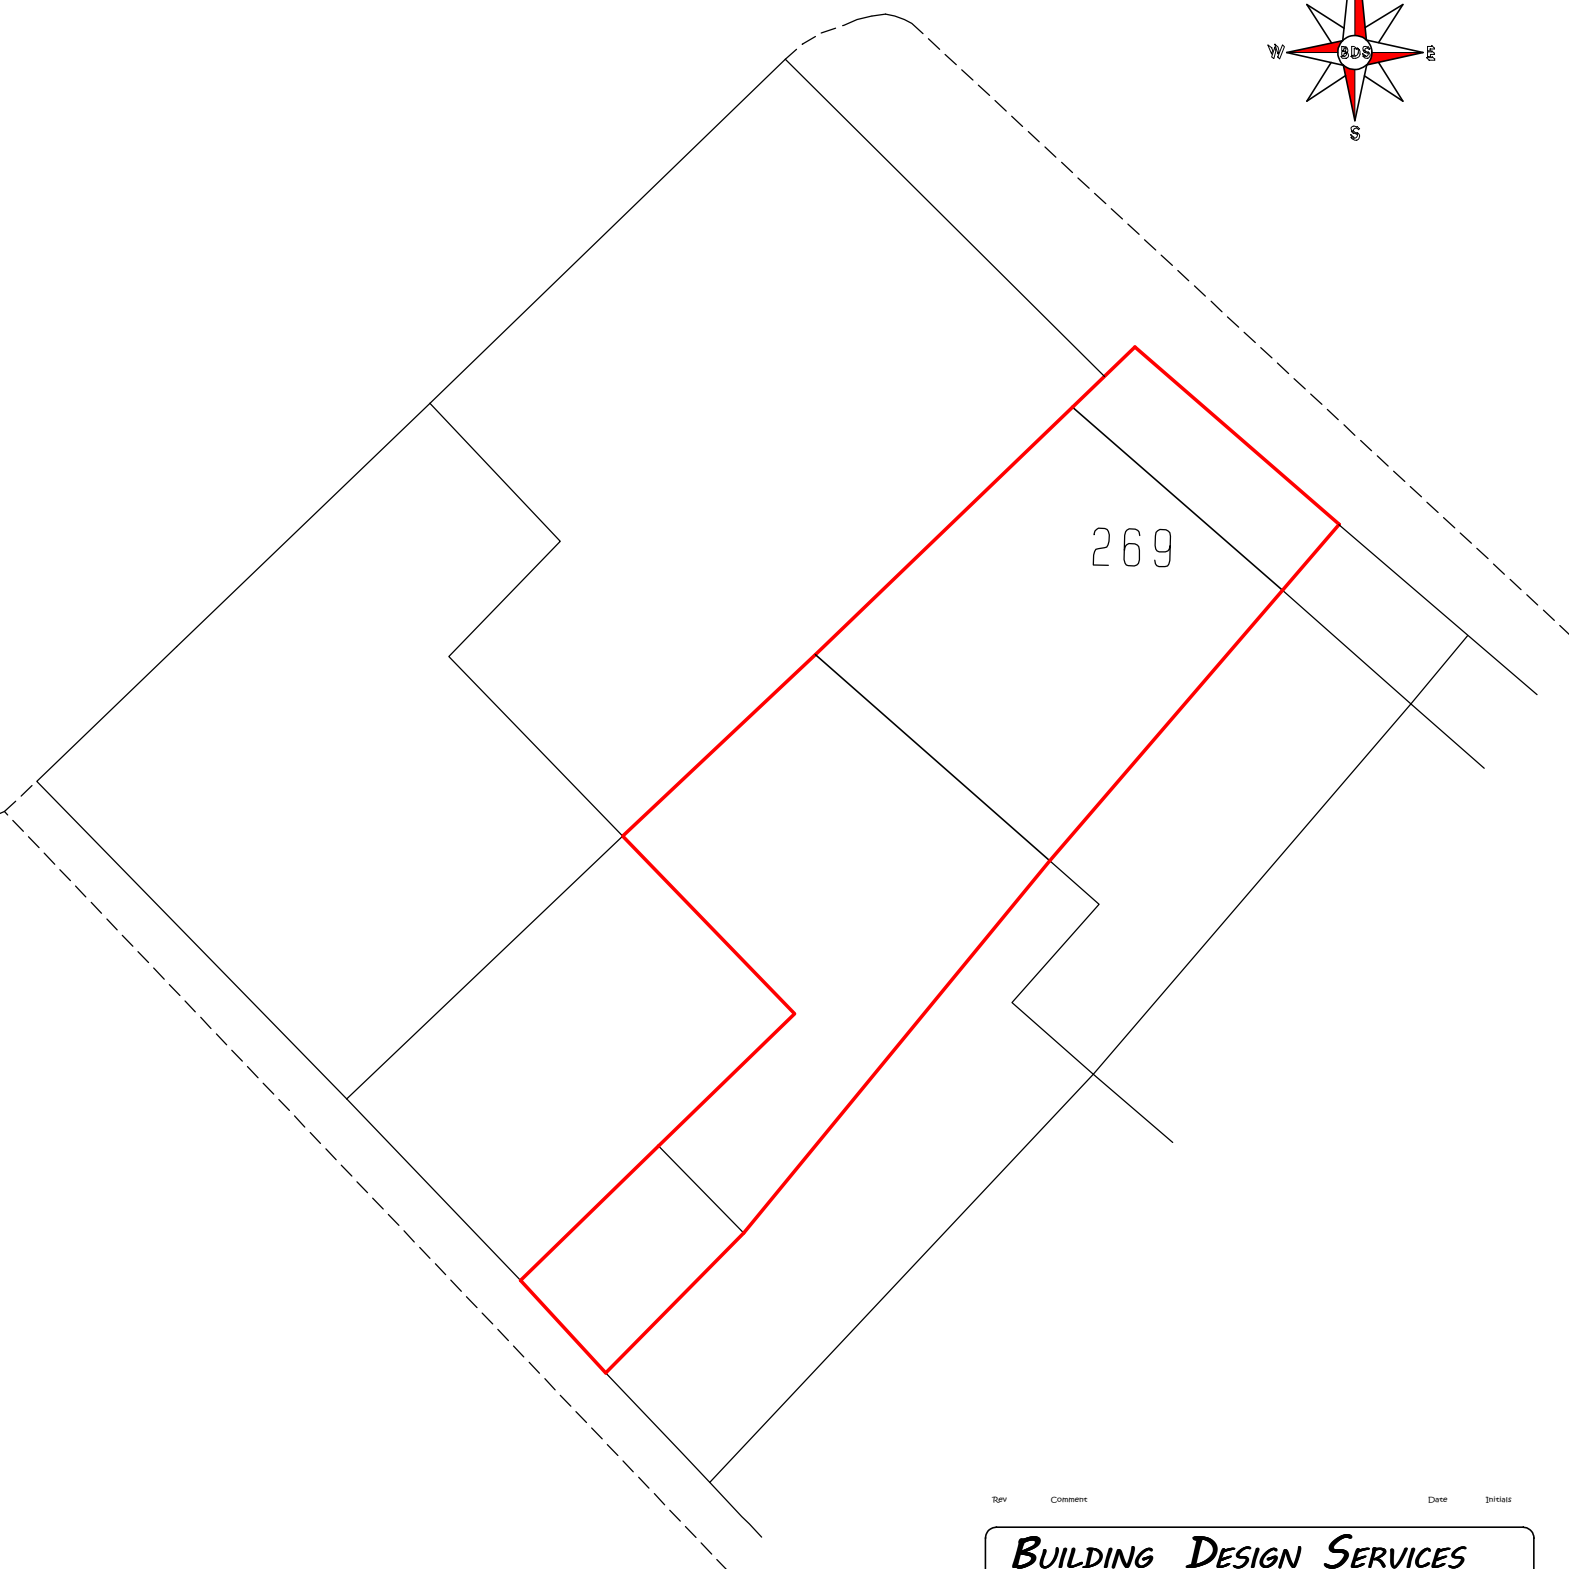 W BDS E
S
269
Rev Comment Date Initials
BUILDING DESIGN SERVICES